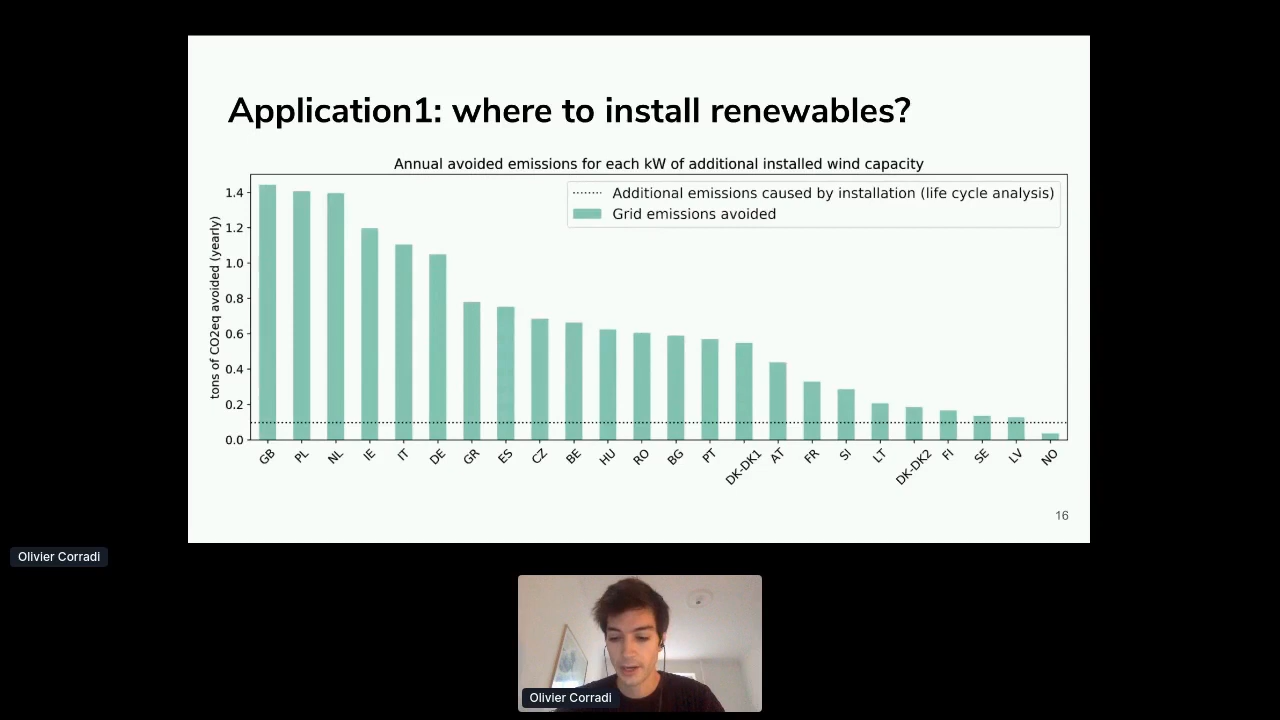 Application1: where to install renewables?
Annual avoided emissions for each kW of additional installed wind capacity
Additional emissions caused by installation (life cycle analysis)
Grid emissions avoided
tons of CO2eq avoided (yearly)
1.4
1.2
1.0
0.8
0.6
0.4
0.2
0.0
GB PL NL IE IT DE GR ES CZ BE HU RO BG PT DK-DK1 AT FR SI LT DK-DK2 FI SE LV NO
16
Olivier Corradi
Olivier Corradi